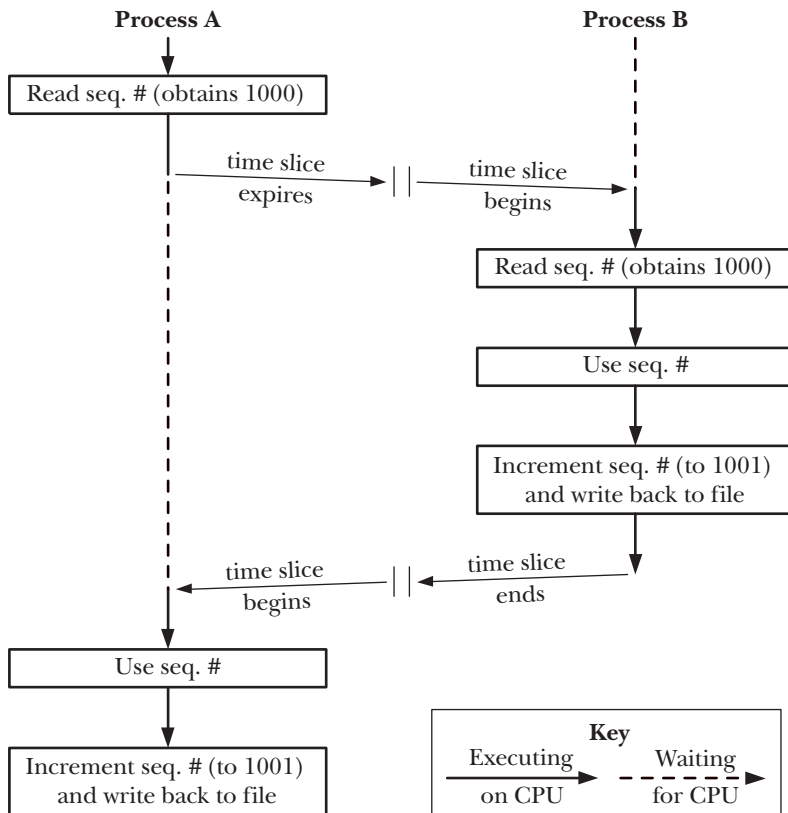 Process A
Process B
Read seq. # (obtains 1000)
time slice
expires
time slice
begins
Read seq. # (obtains 1000)
Use seq. #
Increment seq. # (to 1001)
and write back to file
time slice
begins
time slice
ends
Use seq. #
Increment seq. # (to 1001)
and write back to file
Key
Executing
on CPU
Waiting
for CPU